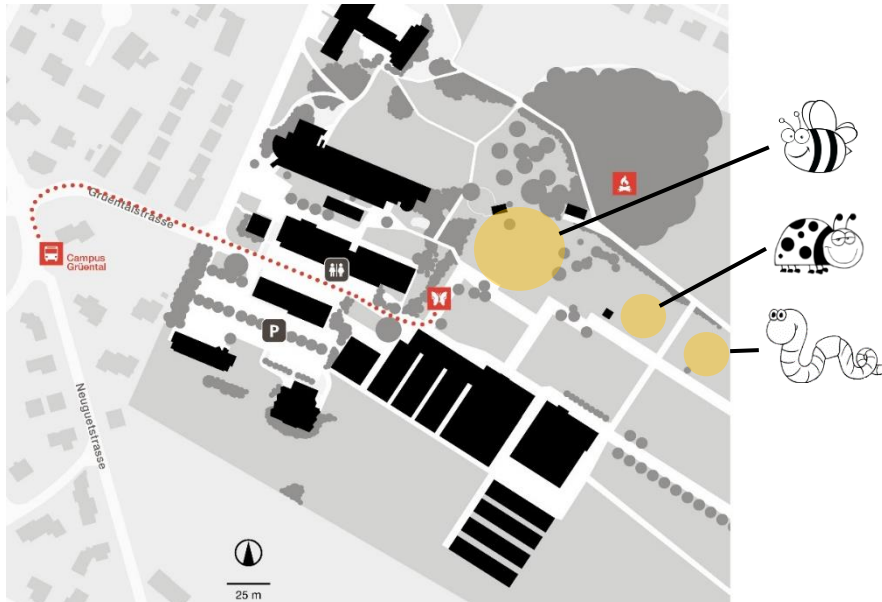 Grüentalstrasse
Campus
Grüental
P
Neuguetstrasse
25 m